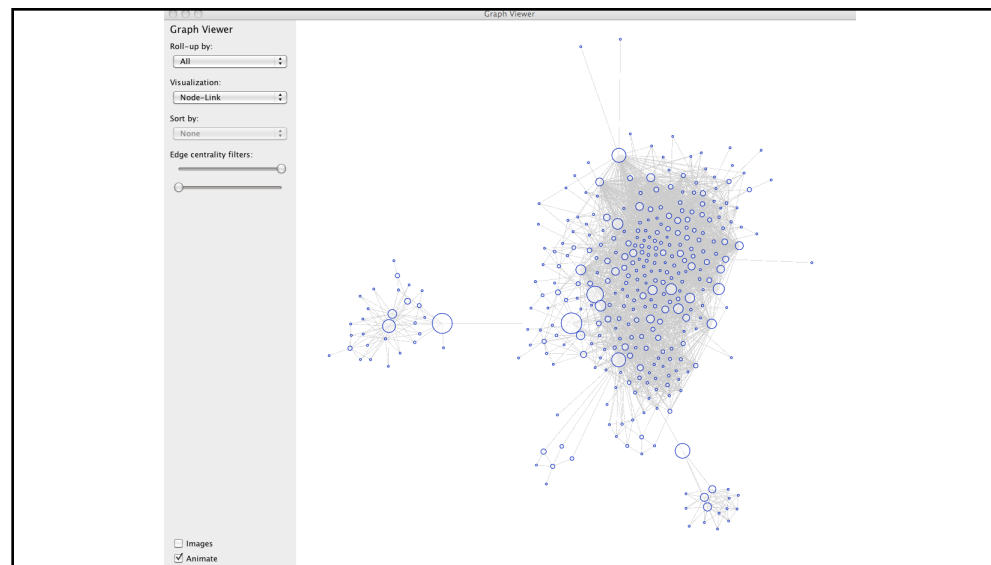 Graph Viewer
Graph Viewer
Roll-up by:
All
Visualization:
Node-Link
Sort by:
None
Edge centrality filters:
Images
Animate